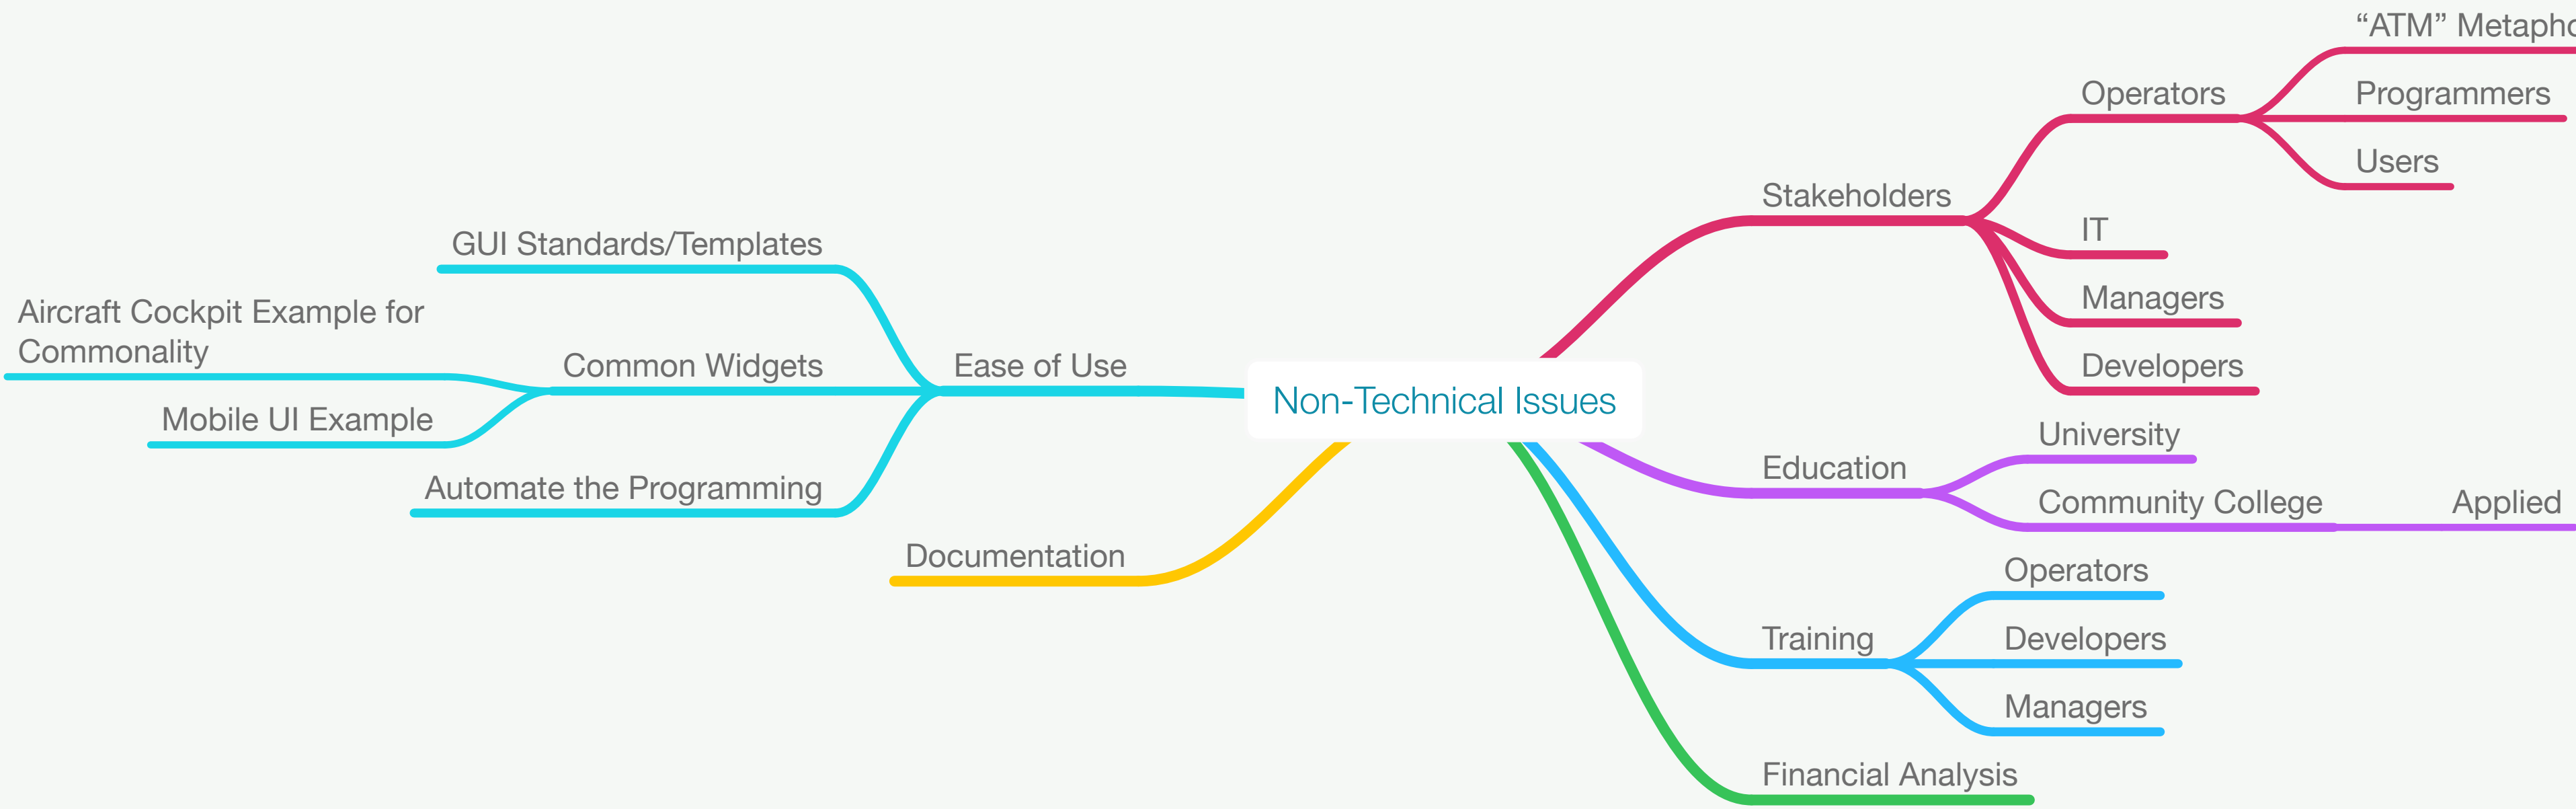 “ATM”
Operators
Programmers
Users
Stakeholders
IT
Managers
Developers
GUI Standards/Templates
Aircraft Cockpit Example for
Commonality
Common Widgets
Mobile UI Example
Automate the Programming
Ease of Use
Non-Technical Issues
Documentation
Education
University
Community College
Applied
Training
Operators
Developers
Managers
Financial Analysis